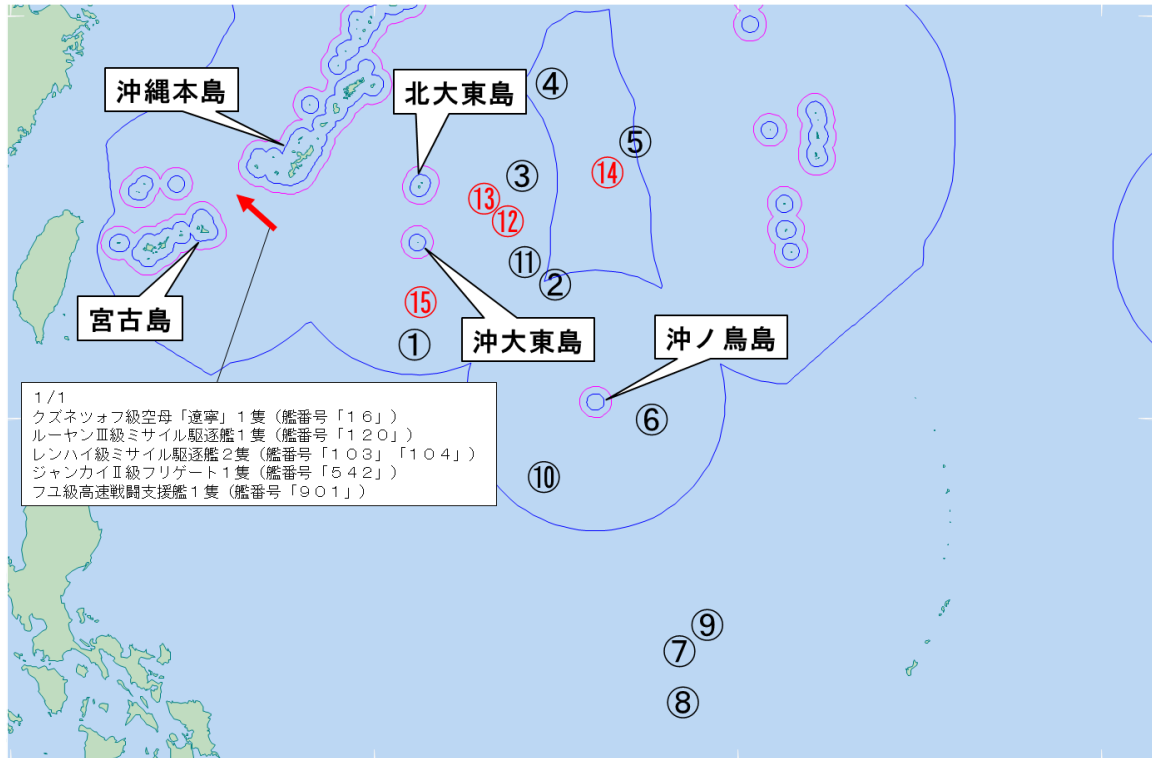 沖縄本島
北大東島
④
⑤
③
⑭
⑬
⑫
⑪
②
宮古島
⑮
①
沖大東島
沖ノ鳥島
1/1
クズネツォフ級空母「遼寧」1隻(艦番号「16」)
ルーヤンⅢ級ミサイル駆逐艦1隻(艦番号「120」)
レンハイ級ミサイル駆逐艦2隻(艦番号「103」「104」)
ジャンカイⅡ級フリゲート1隻(艦番号「542」)
フユ級高速戦闘支援艦1隻(艦番号「901」)
⑥
⑩
⑨
⑦
⑧